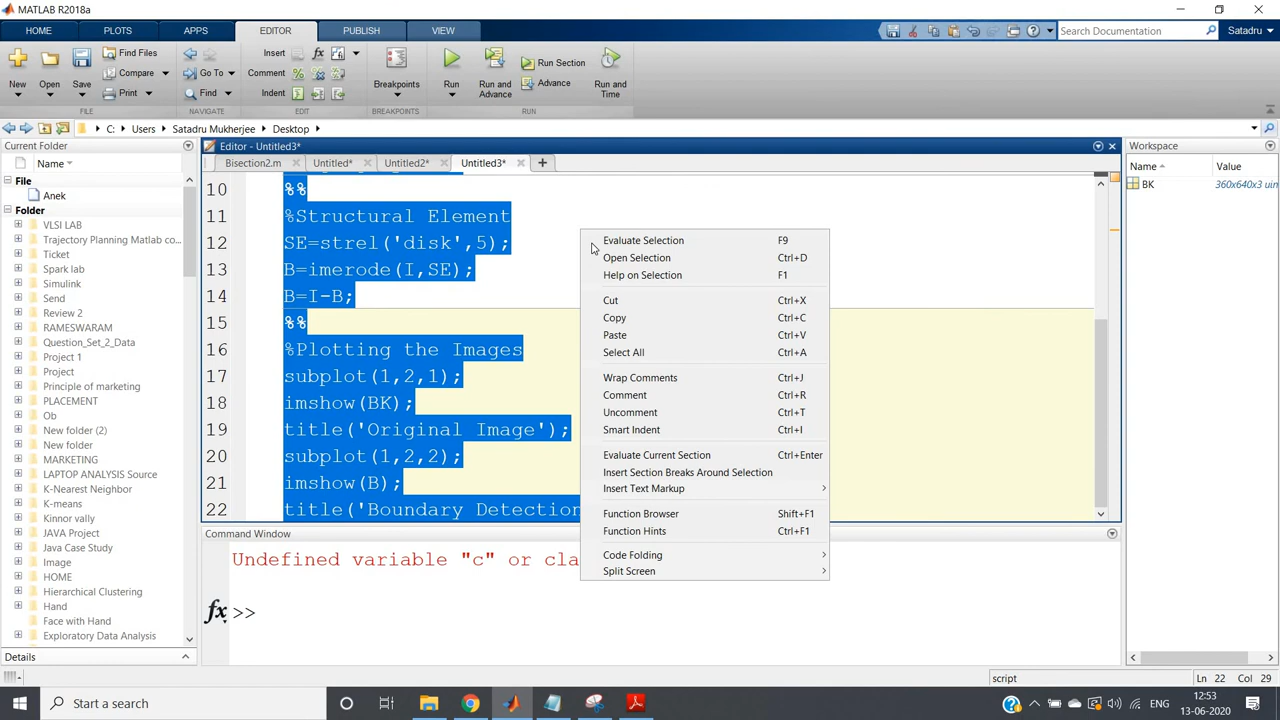 MATLAB R2018a
HOME PLOTS APPS EDITOR PUBLISH VIEW
Search Documentation
Satadru
New Open Save
Find Files
Compare
Print
Go To
Find
Insert
Comment
Indent
fx
Breakpoints
Run
Run and Advance
Run Section
Advance
Run and Time
FILE NAVIGATE EDIT BREAKPOINTS RUN
C: Users Satadru Mukherjee Desktop
Current Folder
Name
File
Anek
Folder
VLSI LAB
Trajectory Planning Matlab co...
Ticket
Spark lab
Simulink
Send
Review 2
RAMESWARAM
Question_Set_2_Data
Project 1
Project
Principle of marketing
PLACEMENT
Ob
New folder (2)
New folder
MARKETING
LAPTOP ANALYSIS Source
K-Nearest Neighbor
K-means
Kinnor vally
JAVA Project
Java Case Study
Image
HOME
Hierarchical Clustering
Hand
Face with Hand
Exploratory Data Analysis
Details
Editor - Untitled3*
Bisection2.m Untitled* Untitled2* Untitled3*
10 %%
11 %Structural Element
12 SE=strel('disk',5);
13 B=imerode(I,SE);
14 B=I-B;
15 %%
16 %Plotting the Images
17 subplot(1,2,1);
18 imshow(BK);
19 title('Original Image');
20 subplot(1,2,2);
21 imshow(B);
22 title('Boundary Detection
Evaluate Selection F9
Open Selection Ctrl+D
Help on Selection F1
Cut Ctrl+X
Copy Ctrl+C
Paste Ctrl+V
Select All Ctrl+A
Wrap Comments Ctrl+J
Comment Ctrl+R
Uncomment Ctrl+T
Smart Indent Ctrl+I
Evaluate Current Section Ctrl+Enter
Insert Section Breaks Around Selection
Insert Text Markup
Function Browser Shift+F1
Function Hints Ctrl+F1
Code Folding
Split Screen
Command Window
Undefined variable "c" or cla
fx >>
Workspace
Name Value
BK 360x640x3 uin
script Ln 22 Col 29
Start a search
ENG
12:53
13-06-2020